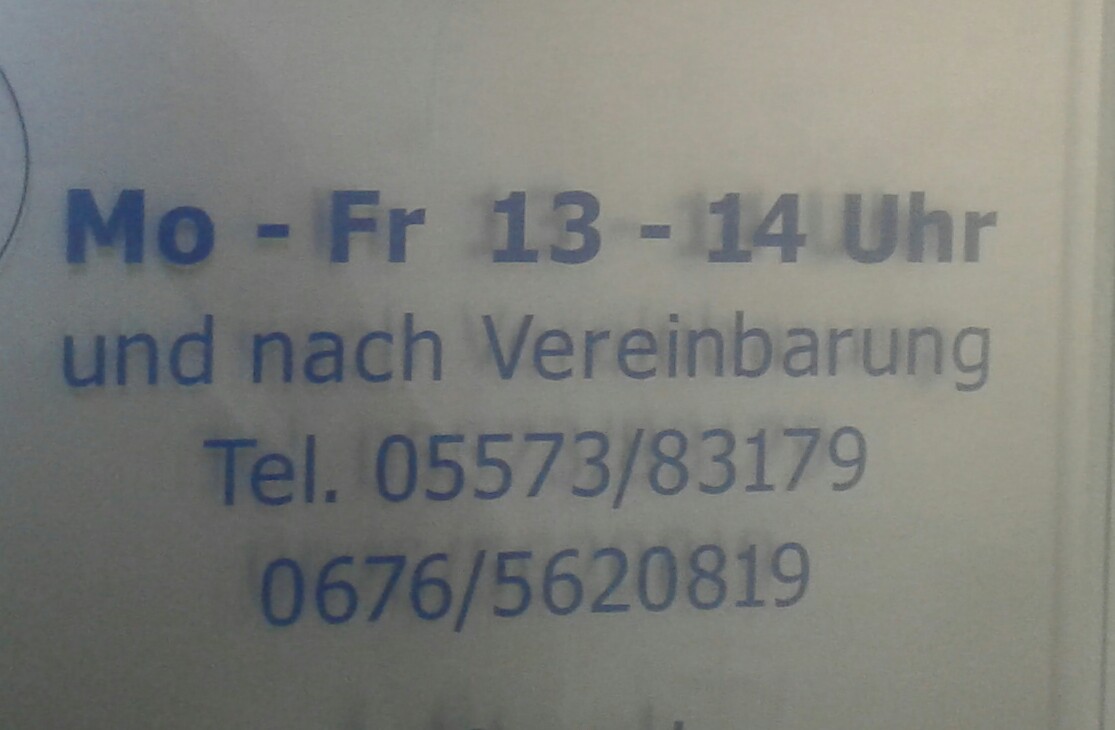 Mo - Fr 13 - 14 Uhr
und nach Vereinbarung
Tel. 05573/83179
0676/5620819